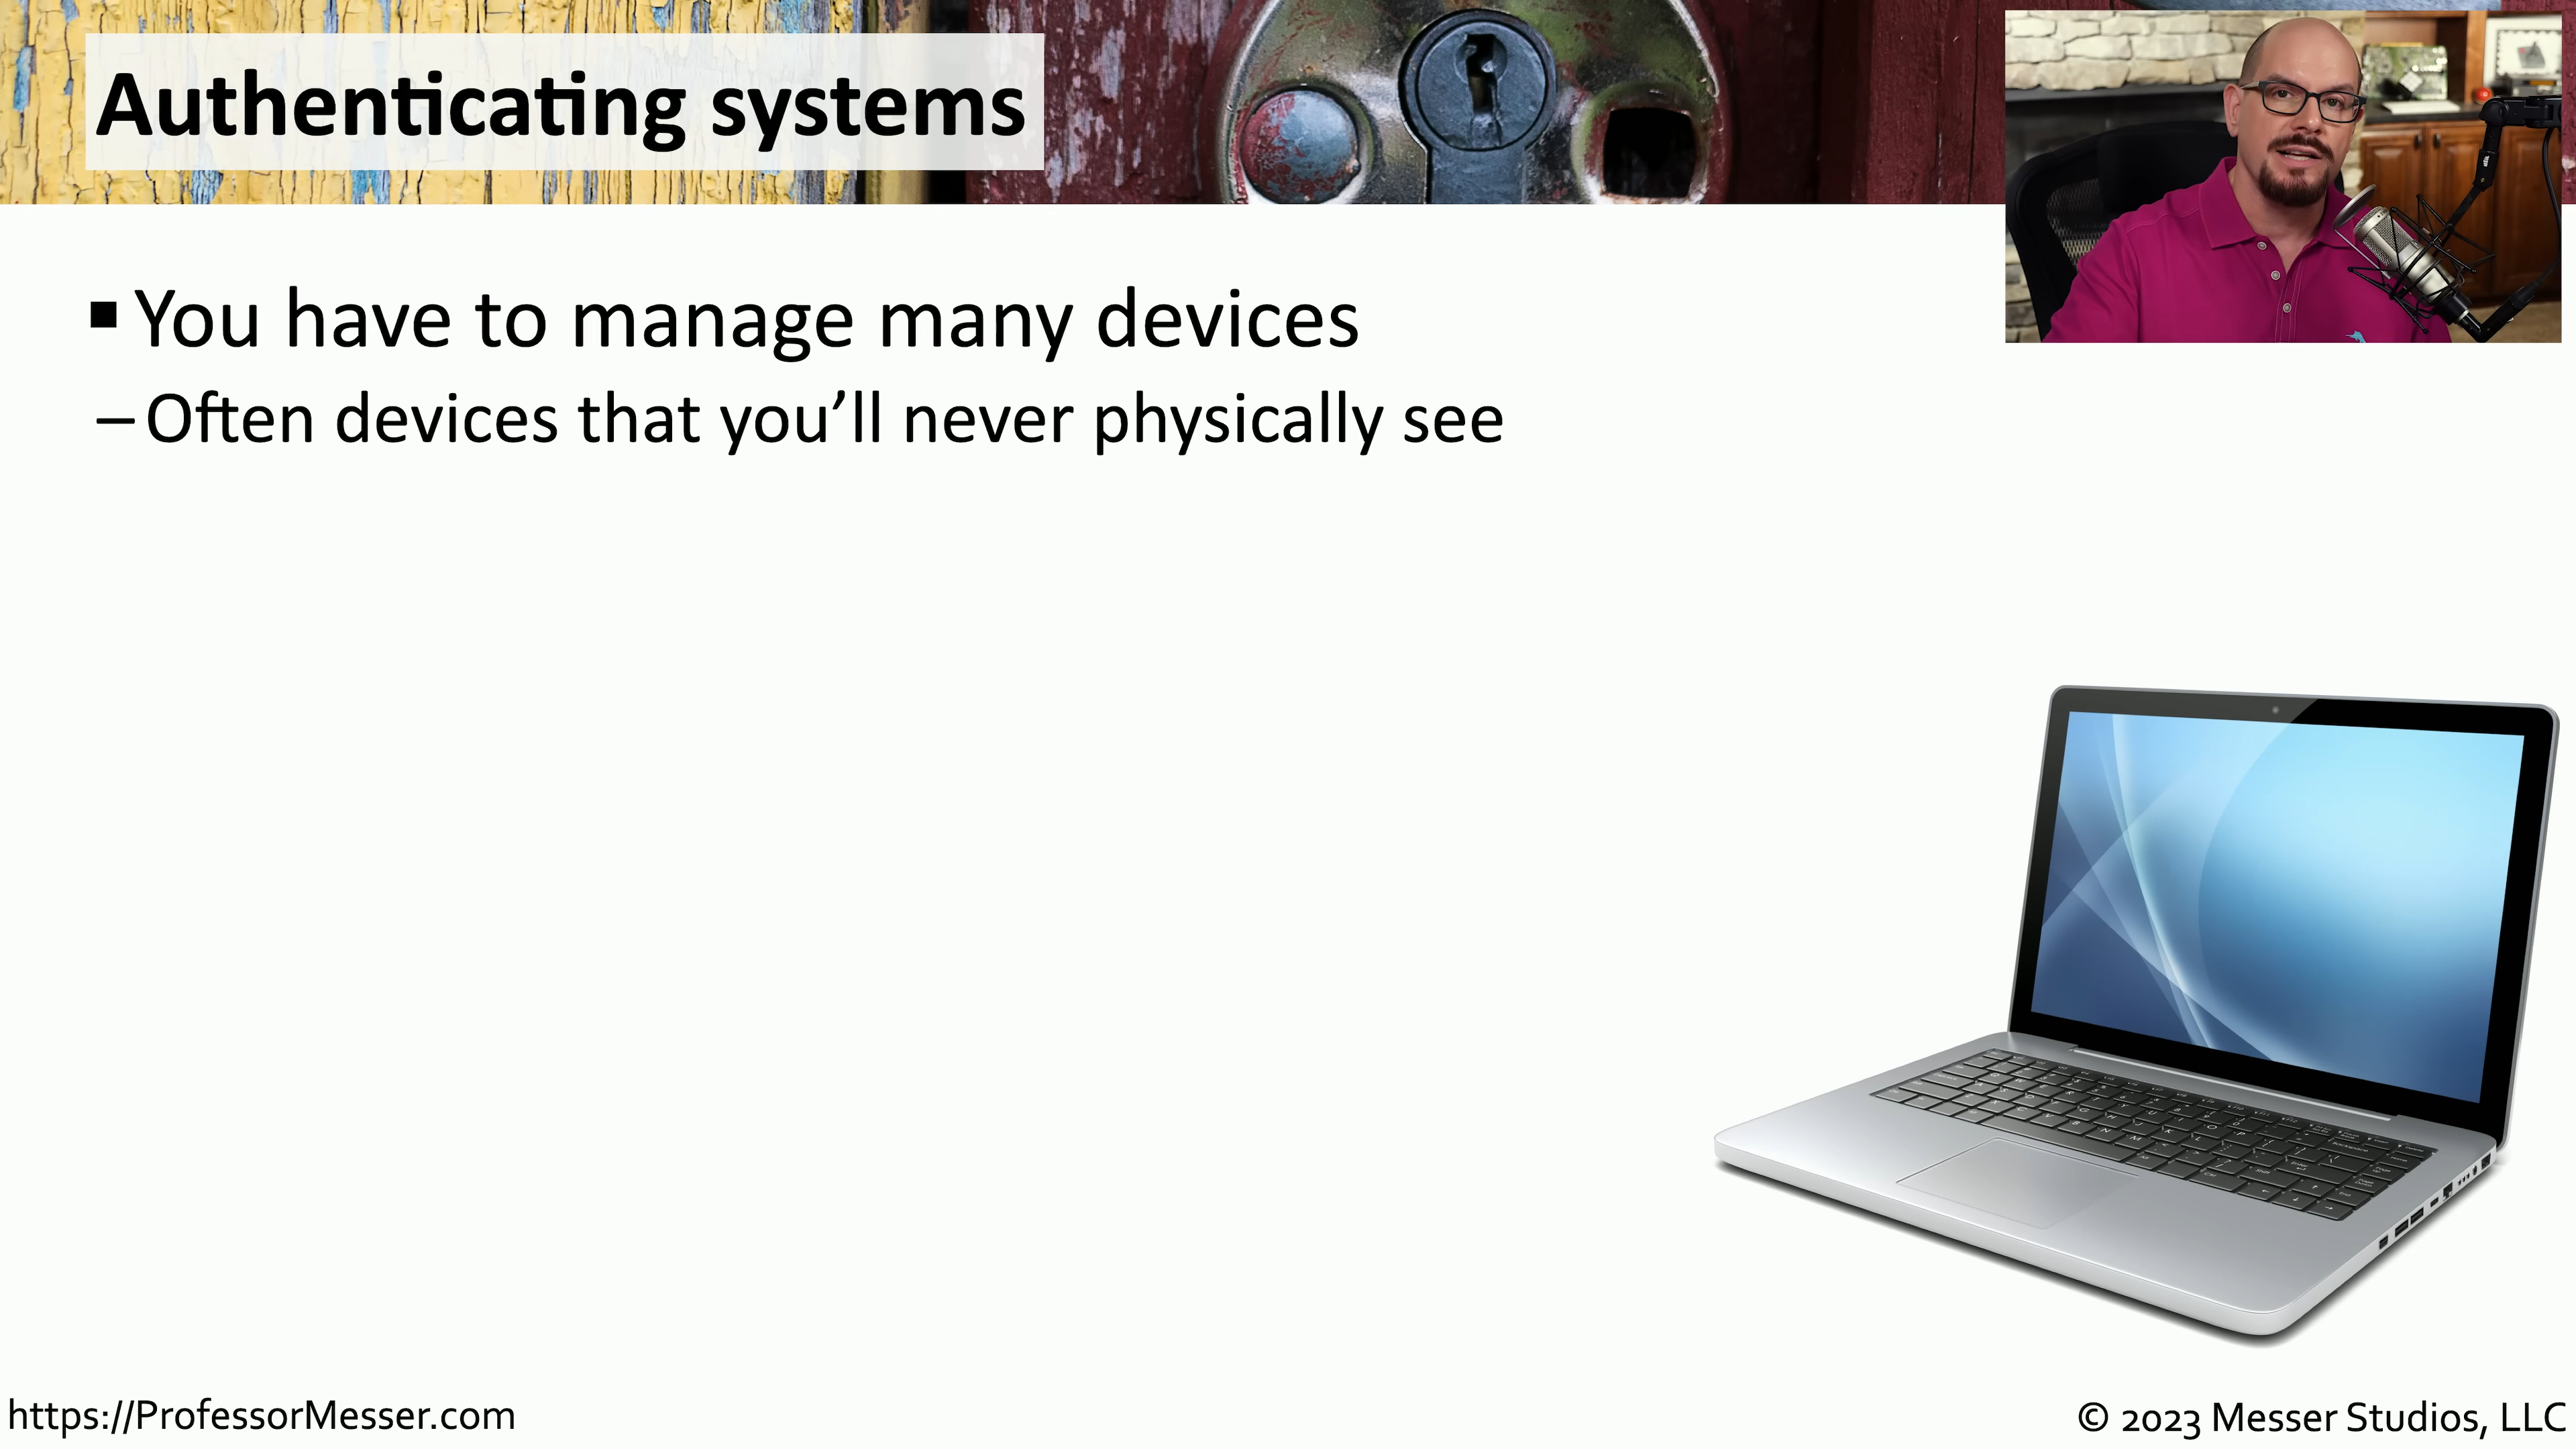 Authenticating systems
▪ You have to manage many devices
– Often devices that you’ll never physically see
https://ProfessorMesser.com
© 2023 Messer Studios, LLC